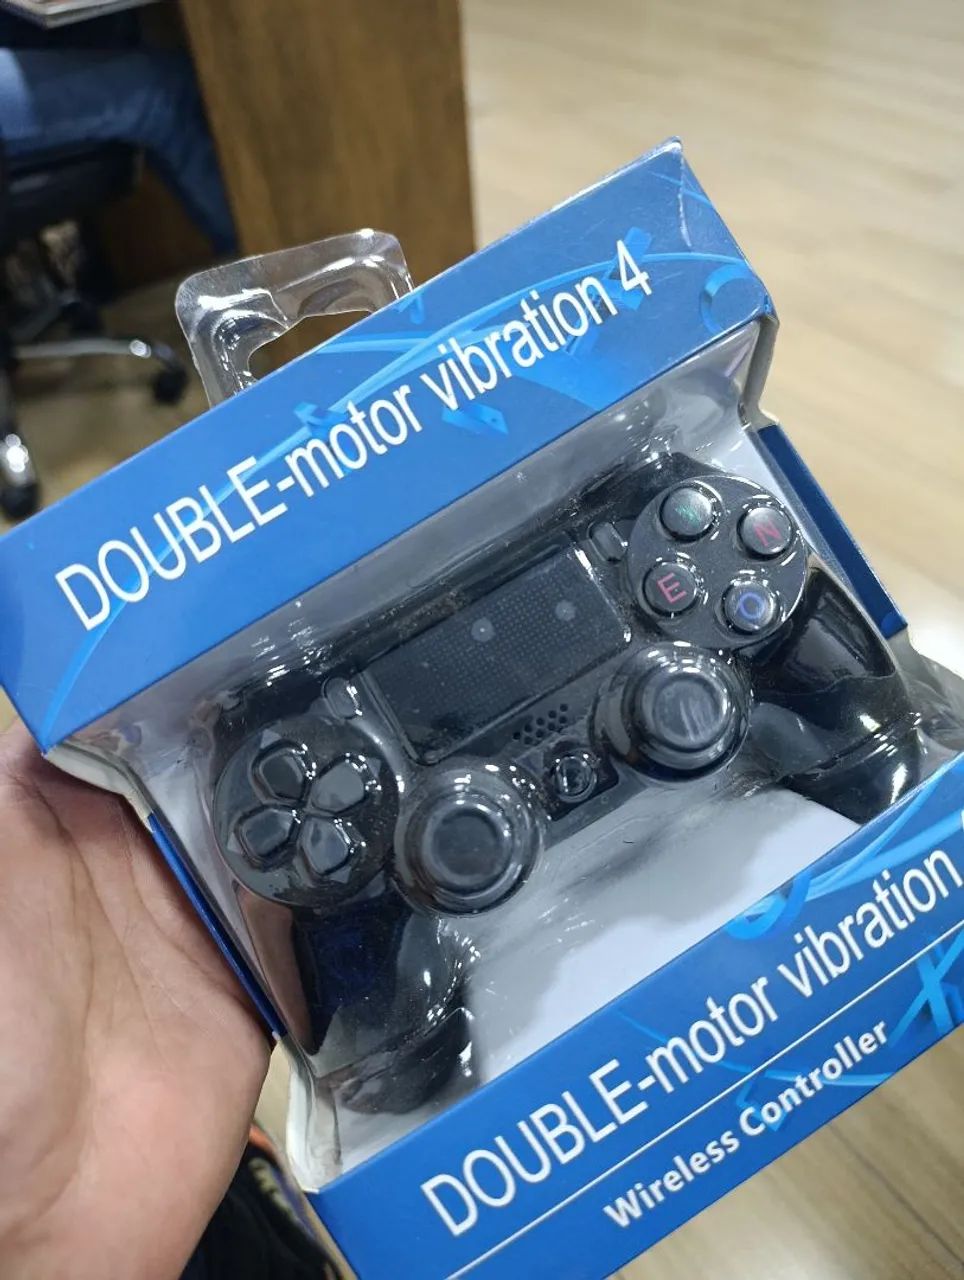 DOUBLE-motor vibration 4
N
E
O
DOUBLE-motor vibration
Wireless Controller